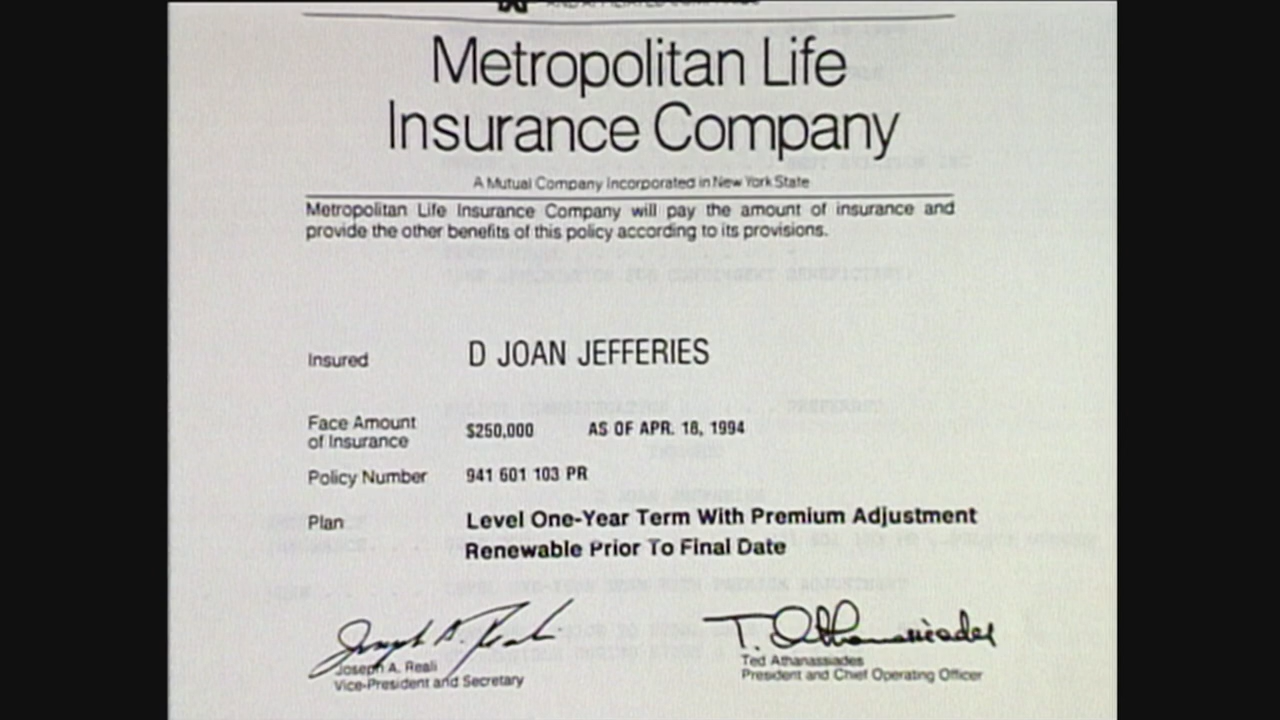 Metropolitan Life
Insurance Company
A Mutual Company Incorporated in New York State
Metropolitan Life Insurance Company will pay the amount of insurance and
provide the other benefits of this policy according to its provisions.
Insured D JOAN JEFFERIES
Face Amount
of Insurance $250,000 AS OF APR. 18, 1994
Policy Number 941 601 103 PR
Plan Level One-Year Term With Premium Adjustment
Renewable Prior To Final Date
Joseph A. Reali T. Athanassiades
Joseph A. Reali Ted Athanassiades
Vice-President and Secretary President and Chief Operating Officer